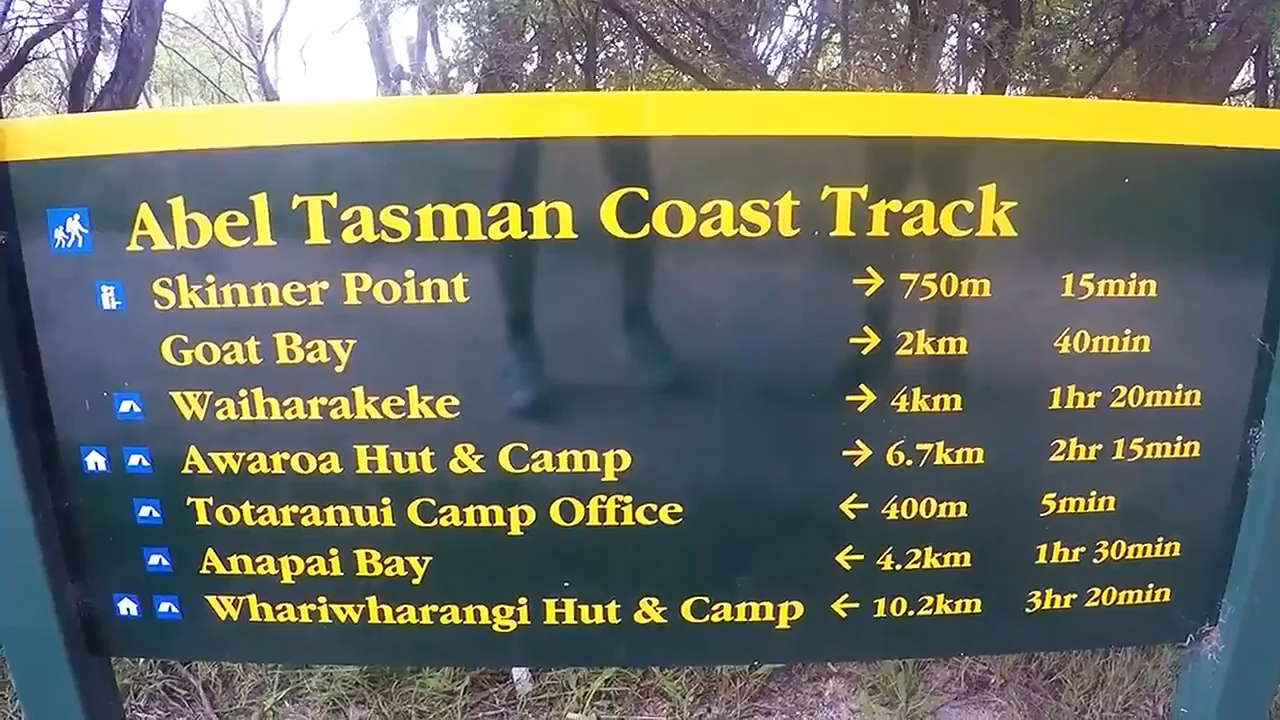 Abel Tasman Coast Track
Skinner Point → 750m 15min
Goat Bay → 2km 40min
Waiharakeke → 4km 1hr 20min
Awaroa Hut & Camp → 6.7km 2hr 15min
Totaranui Camp Office ← 400m 5min
Anapai Bay ← 4.2km 1hr 30min
Whariwharangi Hut & Camp ← 10.2km 3hr 20min